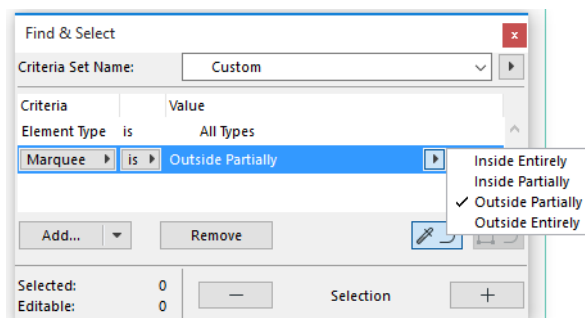 Find & Select
x
Criteria Set Name: Custom
Criteria Value
Element Type is All Types
Marquee is Outside Partially
Inside Entirely
Inside Partially
✓ Outside Partially
Outside Entirely
Add... Remove
Selected: 0
Editable: 0
— Selection +